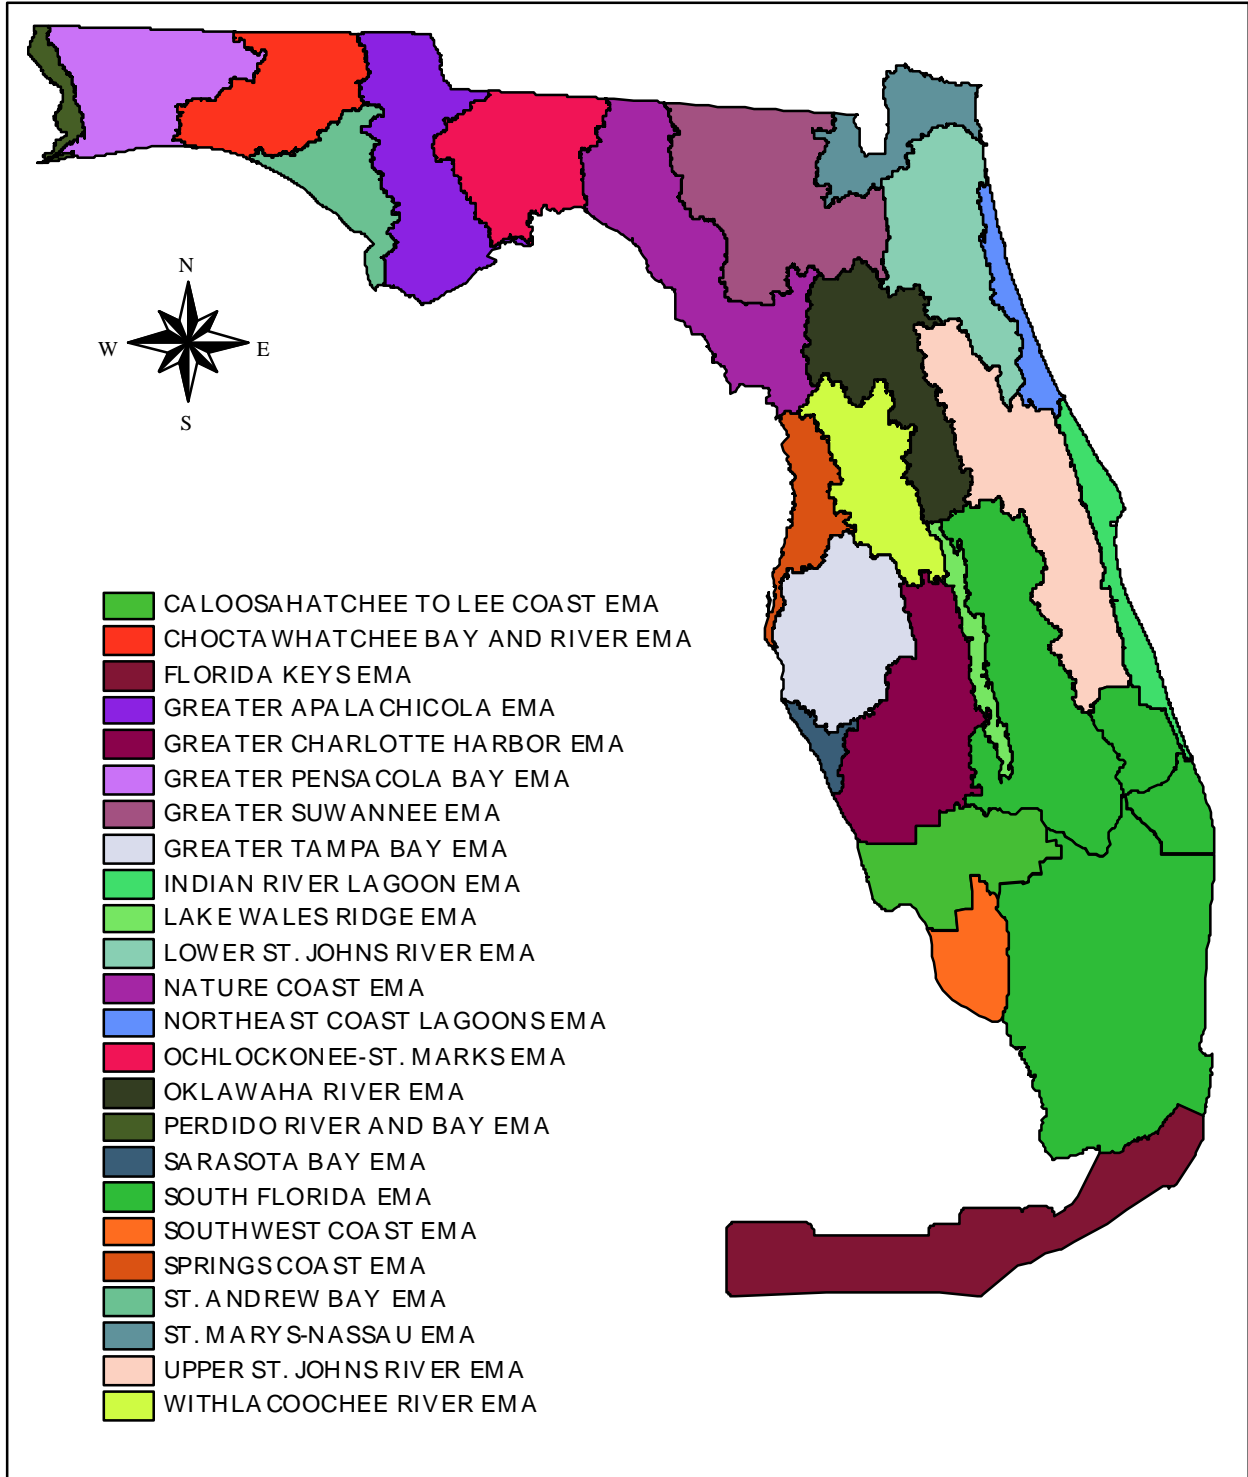 N
W E
S
CALOOSAHATCHEE TO LEE COAST EMA
CHOCTAWHATCHEE BAY AND RIVER EMA
FLORIDA KEYS EMA
GREATER APALACHICOLA EMA
GREATER CHARLOTTE HARBOR EMA
GREATER PENSACOLA BAY EMA
GREATER SUWANNEE EMA
GREATER TAMPA BAY EMA
INDIAN RIVER LAGOON EMA
LAKE WALES RIDGE EMA
LOWER ST. JOHNS RIVER EMA
NATURE COAST EMA
NORTHEAST COAST LAGOONS EMA
OCHLOCKONEE-ST. MARKS EMA
OKLAWAHA RIVER EMA
PERDIDO RIVER AND BAY EMA
SARASOTA BAY EMA
SOUTH FLORIDA EMA
SOUTHWEST COAST EMA
SPRINGS COAST EMA
ST. ANDREW BAY EMA
ST. MARYS-NASSAU EMA
UPPER ST. JOHNS RIVER EMA
WITHLACOOCHEE RIVER EMA